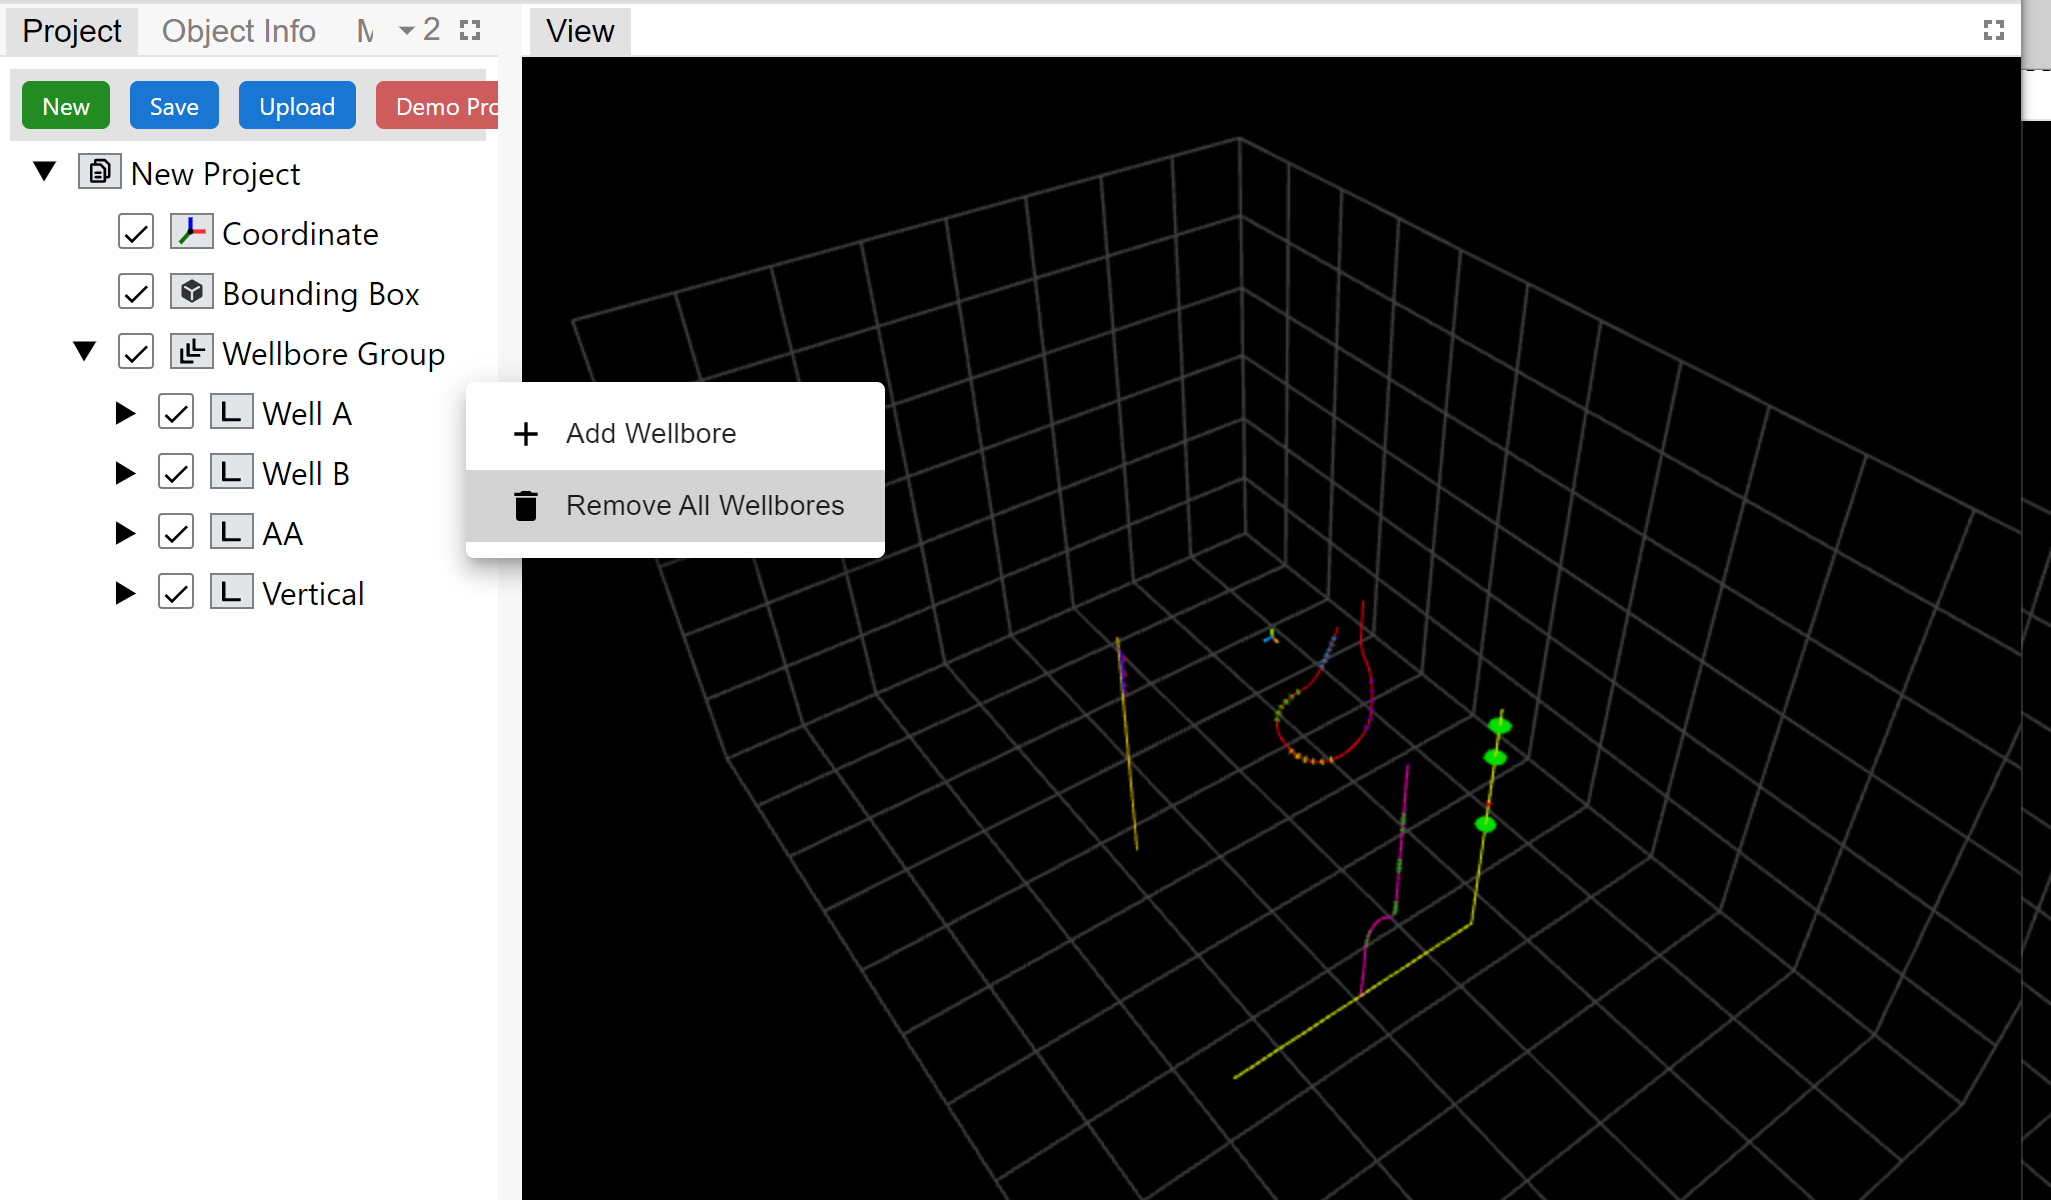 Project Object Info 2
View
New Save Upload Demo
New Project
Coordinate
Bounding Box
Wellbore Group
Well A
Well B
AA
Vertical
Add Wellbore
Remove All Wellbores